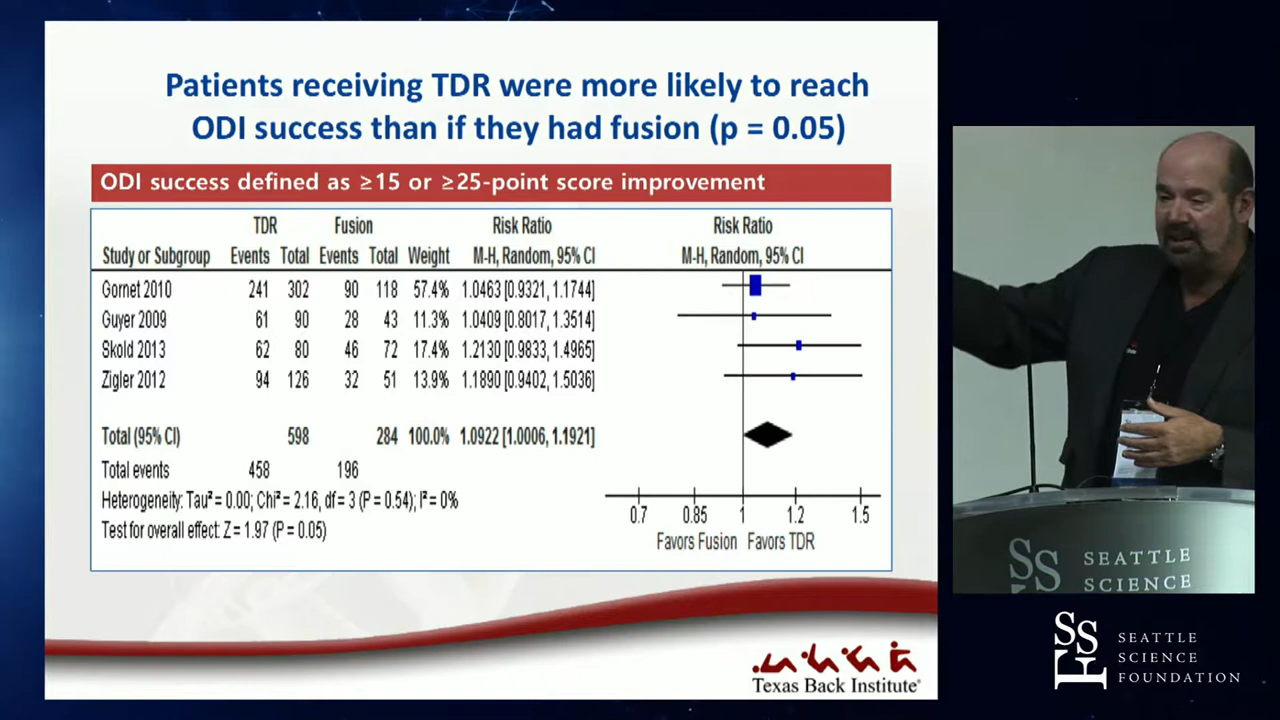 Patients receiving TDR were more likely to reach
ODI success than if they had fusion (p = 0.05)
ODI success defined as ≥15 or ≥25-point score improvement
TDR Fusion Risk Ratio Risk Ratio
Study or Subgroup Events Total Events Total Weight M-H, Random, 95% CI M-H, Random, 95% CI
Gornet 2010 241 302 90 118 57.4% 1.0463 [0.9321, 1.1744]
Guyer 2009 61 90 28 43 11.3% 1.0409 [0.8017, 1.3514]
Skold 2013 62 80 46 72 17.4% 1.2130 [0.9833, 1.4965]
Zigler 2012 94 126 32 51 13.9% 1.1890 [0.9402, 1.5036]
Total (95% CI) 598 284 100.0% 1.0922 [1.0006, 1.1921]
Total events 458 196
Heterogeneity: Tau² = 0.00; Chi² = 2.16, df = 3 (P = 0.54); I² = 0%
Test for overall effect: Z = 1.97 (P = 0.05)
0.7 0.85 1 1.2 1.5
Favors Fusion Favors TDR
Texas Back Institute®
SSF
SEATTLE
SCIENCE
SSF
SEATTLE
SCIENCE
FOUNDATION